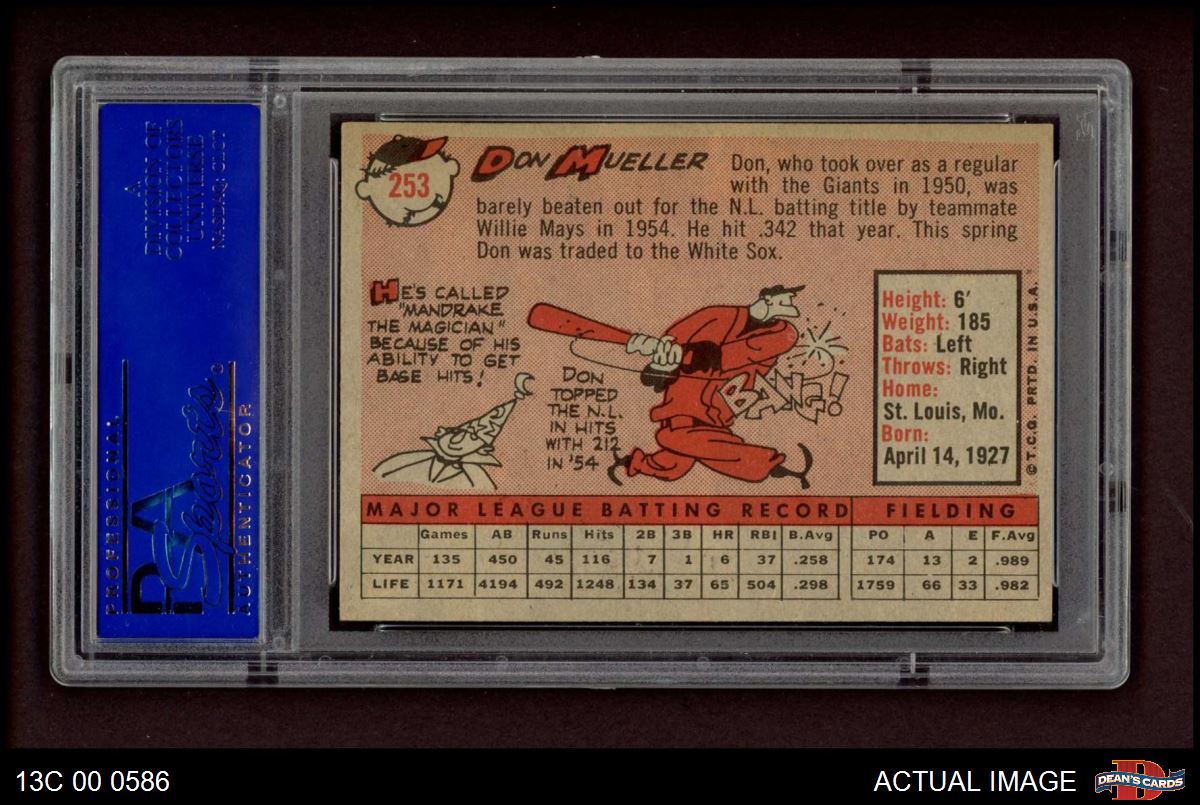 A
DIVISION OF
COLLECTORS
UNIVERSE
NASDAQ: CLCT
PROFESSIONAL
PSA
Sports
AUTHENTICATOR
253
DON MUELLER
Don, who took over as a regular
with the Giants in 1950, was
barely beaten out for the N.L. batting title by teammate
Willie Mays in 1954. He hit .342 that year. This spring
Don was traded to the White Sox.
HE'S CALLED
"MANDRAKE
THE MAGICIAN"
BECAUSE OF HIS
ABILITY TO GET
BASE HITS!
DON
TOPPED
THE N.L.
IN HITS
WITH 212
IN '54
BANG!
Height: 6'
Weight: 185
Bats: Left
Throws: Right
Home:
St. Louis, Mo.
Born:
April 14, 1927
© T.C.G. PRTD. IN U.S.A.
MAJOR LEAGUE BATTING RECORD FIELDING
Games AB Runs Hits 2B 3B HR RBI B.Avg PO A E F.Avg
YEAR 135 450 45 116 7 1 6 37 .258 174 13 2 .989
LIFE 1171 4194 492 1248 134 37 65 504 .298 1759 66 33 .982
13C 00 0586
ACTUAL IMAGE
D
DEAN'S CARDS